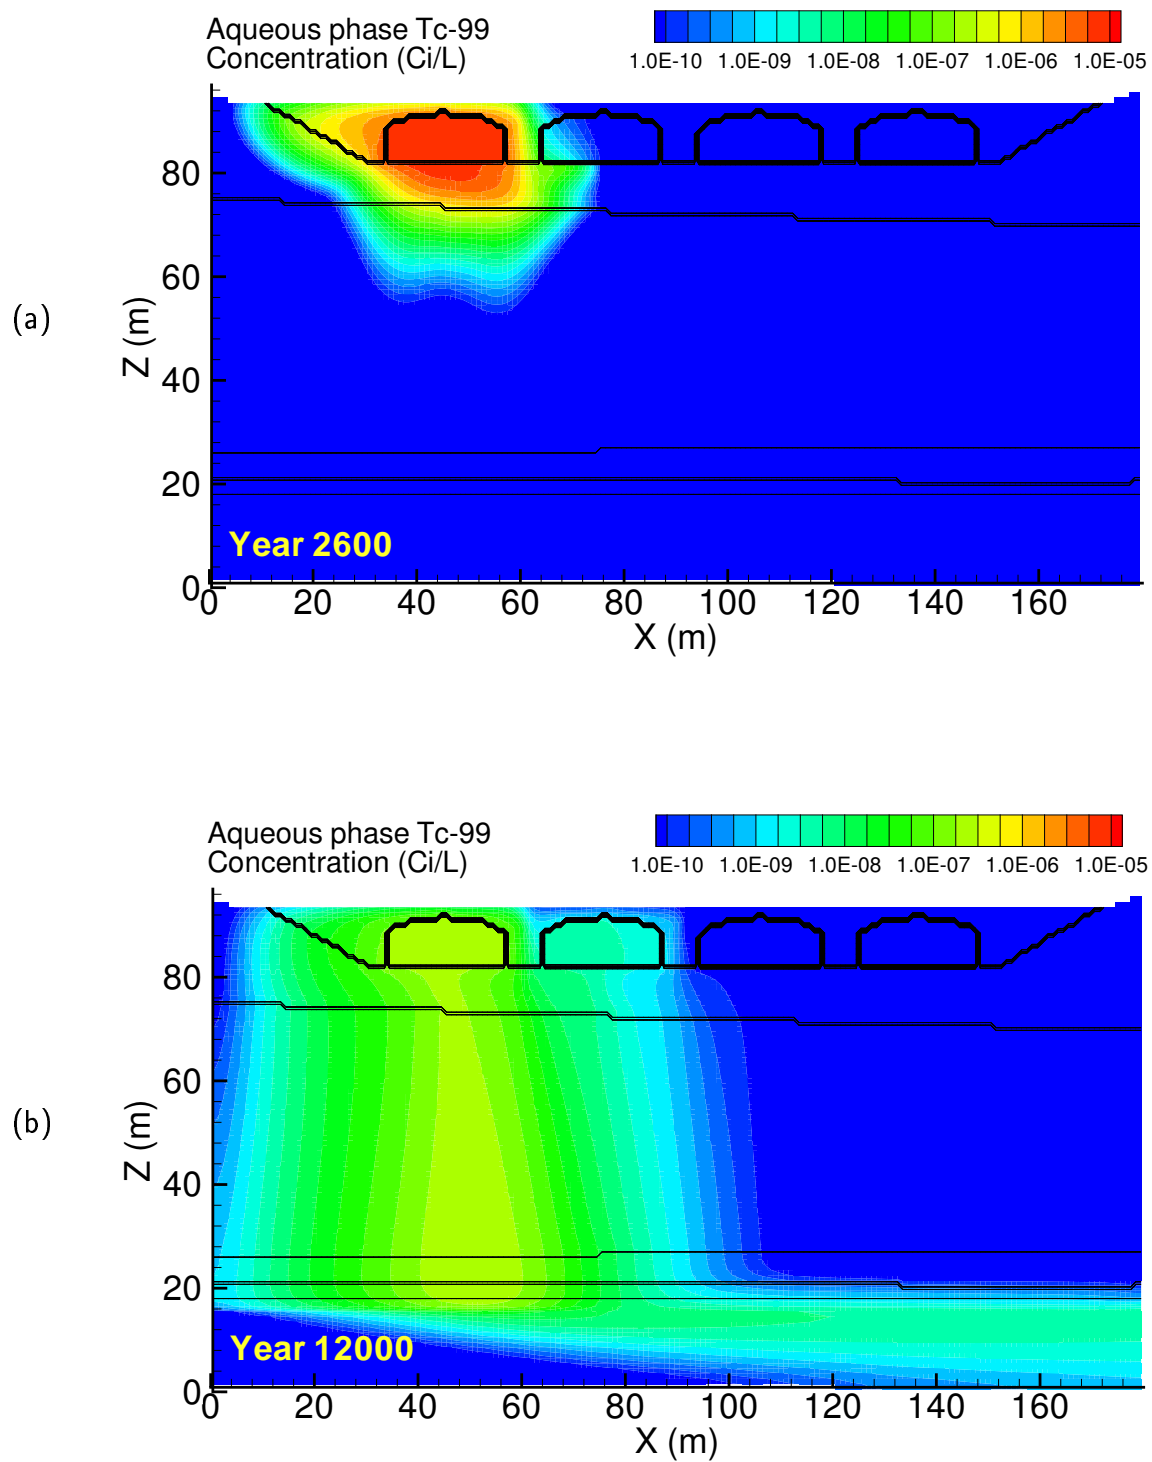 Aqueous phase Tc-99
Concentration (Ci/L)
1.0E-10 1.0E-09 1.0E-08 1.0E-07 1.0E-06 1.0E-05
(a)
Z (m)
80
60
40
20
0
Year 2600
0 20 40 60 80 100 120 140 160
X (m)
Aqueous phase Tc-99
Concentration (Ci/L)
1.0E-10 1.0E-09 1.0E-08 1.0E-07 1.0E-06 1.0E-05
(b)
Z (m)
80
60
40
20
0
Year 12000
0 20 40 60 80 100 120 140 160
X (m)